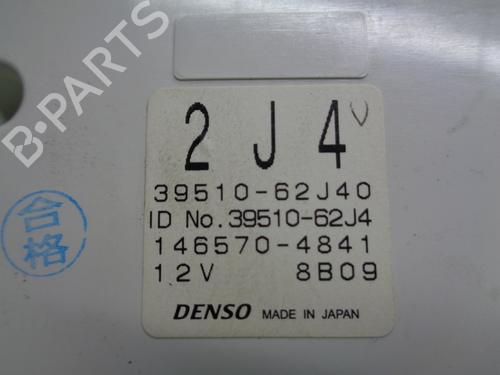 B-PARTS
2 J 4 V
39510-62J40
ID No.39510-62J4
146570-4841
12V 8B09
DENSO MADE IN JAPAN
合格